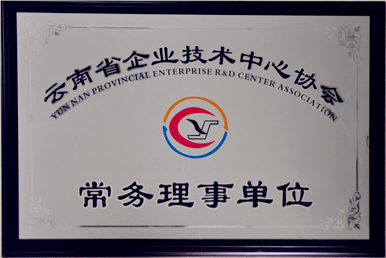 云南省企业技术中心协会
YUN NAN PROVINCIAL ENTERPRISE R&D CENTER ASSOCIATION
常务理事单位